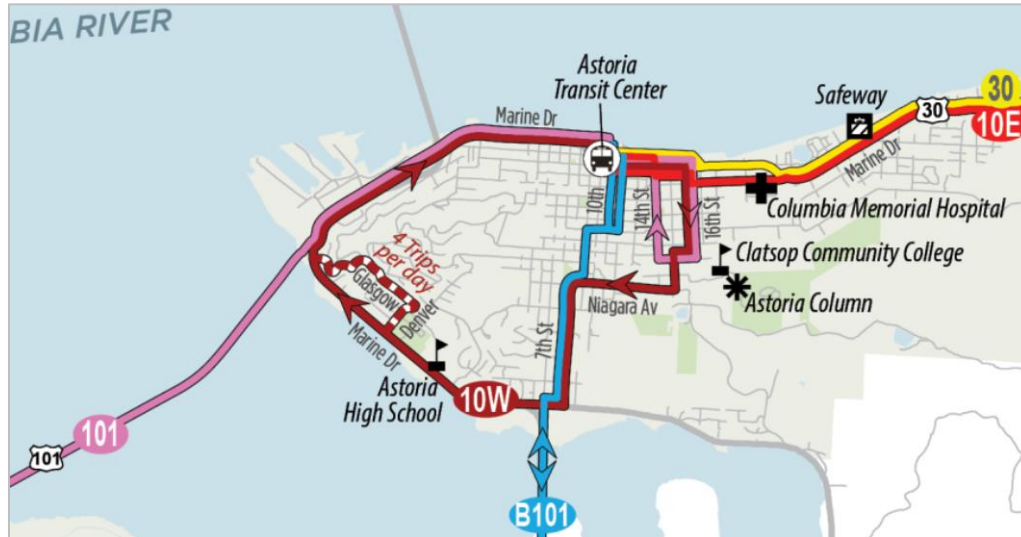 BIA RIVER
Astoria
Transit Center
Marine Dr
Safeway
30
30
10E
Marine Dr
10th
14th St
16th St
Columbia Memorial Hospital
Clatsop Community College
Astoria Column
4 Trips
per day
Glasgow
Denver
Niagara Av
7th St
Marine Dr
Astoria
High School
10W
101
101
B101